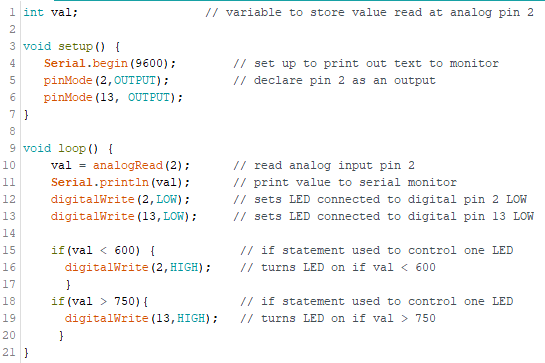 1 int val;                  // variable to store value read at analog pin 2
2
3 void setup() {
4    Serial.begin(9600);        // set up to print out text to monitor
5    pinMode(2,OUTPUT);         // declare pin 2 as an output
6    pinMode(13, OUTPUT);
7 }
8
9 void loop() {
10    val = analogRead(2);      // read analog input pin 2
11    Serial.println(val);      // print value to serial monitor
12    digitalWrite(2,LOW);      // sets LED connected to digital pin 2 LOW
13    digitalWrite(13,LOW);     // sets LED connected to digital pin 13 LOW
14
15    if(val < 600) {            // if statement used to control one LED
16      digitalWrite(2,HIGH);    // turns LED on if val < 600
17      }
18    if(val > 750){             // if statement used to control one LED
19      digitalWrite(13,HIGH);   // turns LED on if val > 750
20     }
21 }